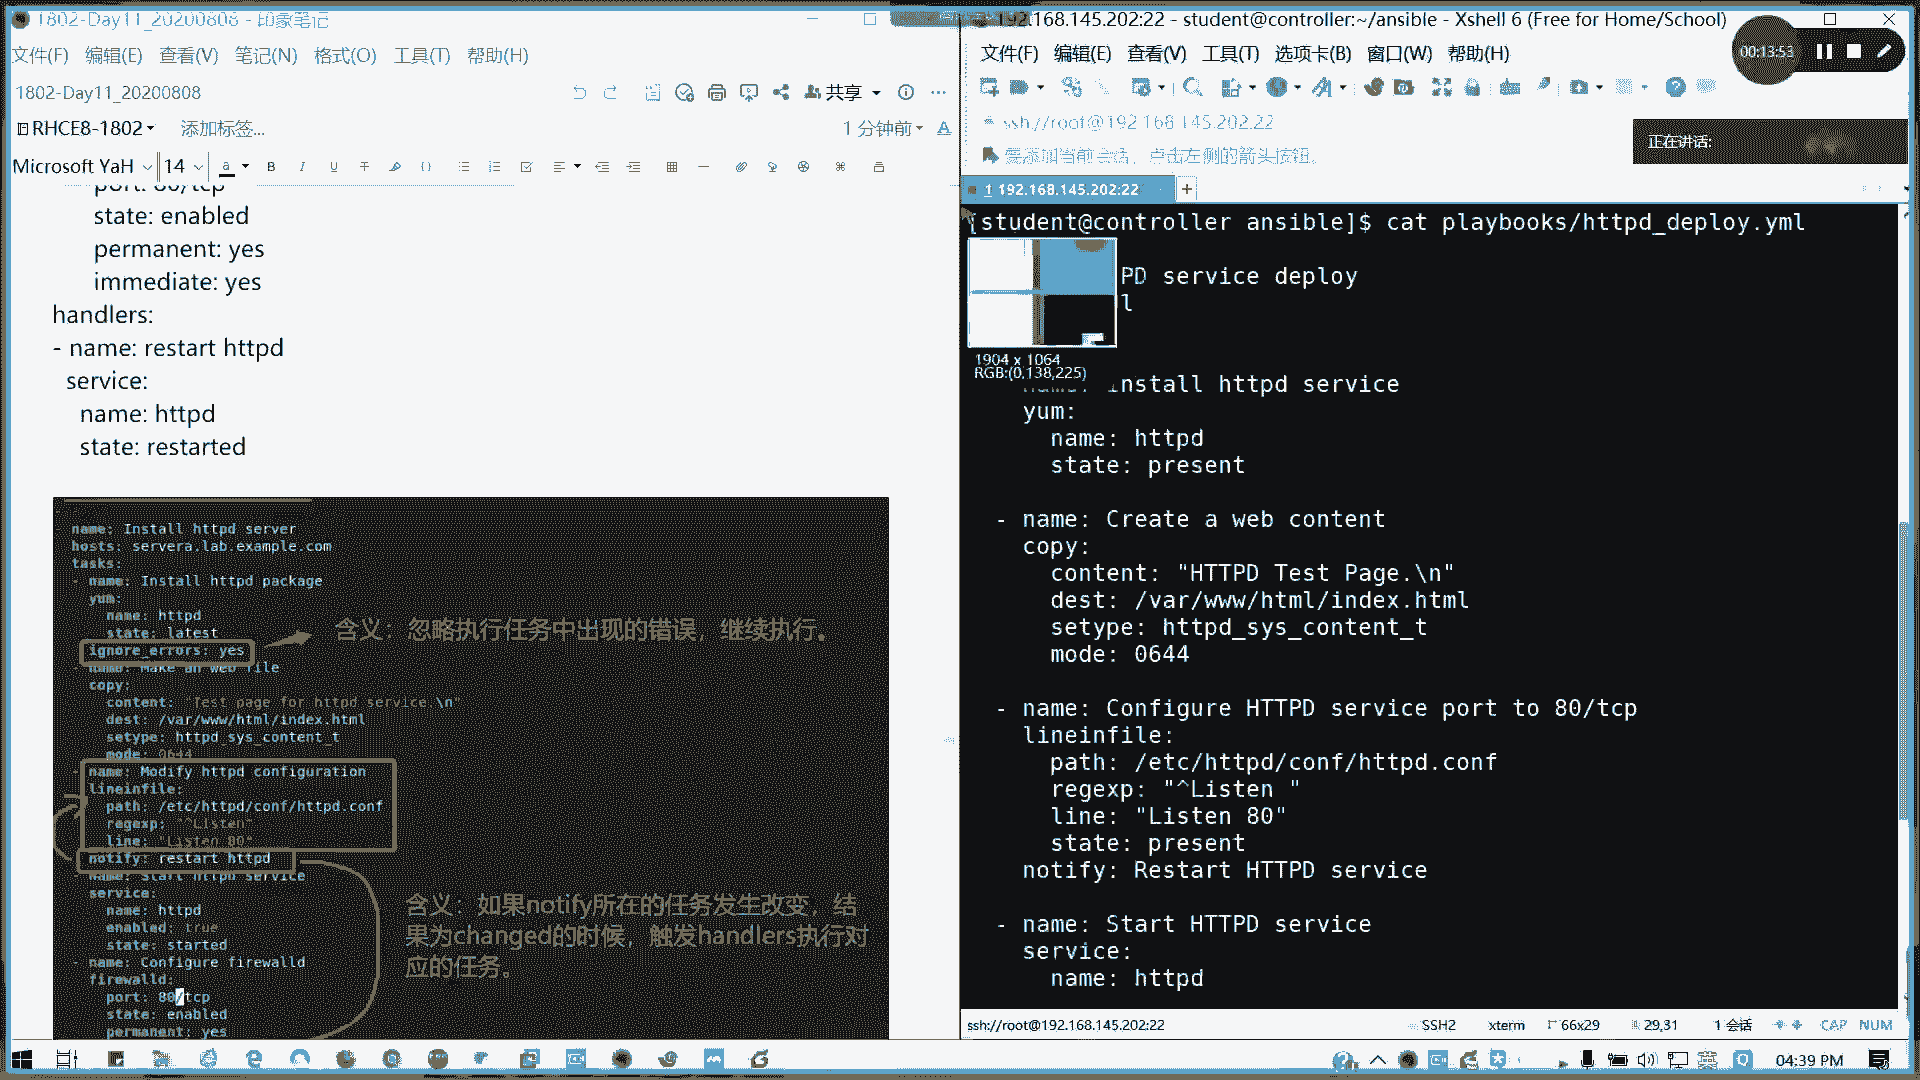 1802-Day11_20200808 - 印象笔记
文件(F) 编辑(E) 查看(V) 笔记(N) 格式(O) 工具(T) 帮助(H)
1802-Day11_20200808
共享
RHCE8-1802
添加标签...
1 分钟前
Microsoft YaH 14
port: 80/tcp
state: enabled
permanent: yes
immediate: yes
handlers:
- name: restart httpd
service:
name: httpd
state: restarted
name: Install httpd server
hosts: servera.lab.example.com
tasks:
- name: Install httpd package
yum:
name: httpd
state: latest
ignore_errors: yes
含义：忽略执行任务中出现的错误，继续执行。
name: Make an web file
copy:
content: "Test page for httpd service.\n"
dest: /var/www/html/index.html
setype: httpd_sys_content_t
mode: 0644
- name: Modify httpd configuration
lineinfile:
path: /etc/httpd/conf/httpd.conf
regexp: "^Listen"
line: "Listen 80"
notify: restart httpd
name: Start httpd service
service:
name: httpd
enabled: true
state: started
- name: Configure firewalld
firewalld:
port: 80/tcp
state: enabled
permanent: yes
含义：如果notify所在的任务发生改变，结
果为changed的时候，触发handlers执行对
应的任务。
192.168.145.202:22 - student@controller:~/ansible - Xshell 6 (Free for Home/School)
文件(F) 编辑(E) 查看(V) 工具(T) 选项卡(B) 窗口(W) 帮助(H)
00:13:53
ssh://root@192.168.145.202:22
要添加当前会话，点击左侧的箭头按钮。
正在讲话:
1 192.168.145.202:22
[student@controller ansible]$ cat playbooks/httpd_deploy.yml
PD service deploy
l
1904 x 1064
RGB:(0,138,225)
name: Install httpd service
yum:
name: httpd
state: present
- name: Create a web content
copy:
content: "HTTPD Test Page.\n"
dest: /var/www/html/index.html
setype: httpd_sys_content_t
mode: 0644
- name: Configure HTTPD service port to 80/tcp
lineinfile:
path: /etc/httpd/conf/httpd.conf
regexp: "^Listen "
line: "Listen 80"
state: present
notify: Restart HTTPD service
- name: Start HTTPD service
service:
name: httpd
ssh://root@192.168.145.202:22 SSH2 xterm 66x29 29,31 1 会话 CAP NUM
英 04:39 PM